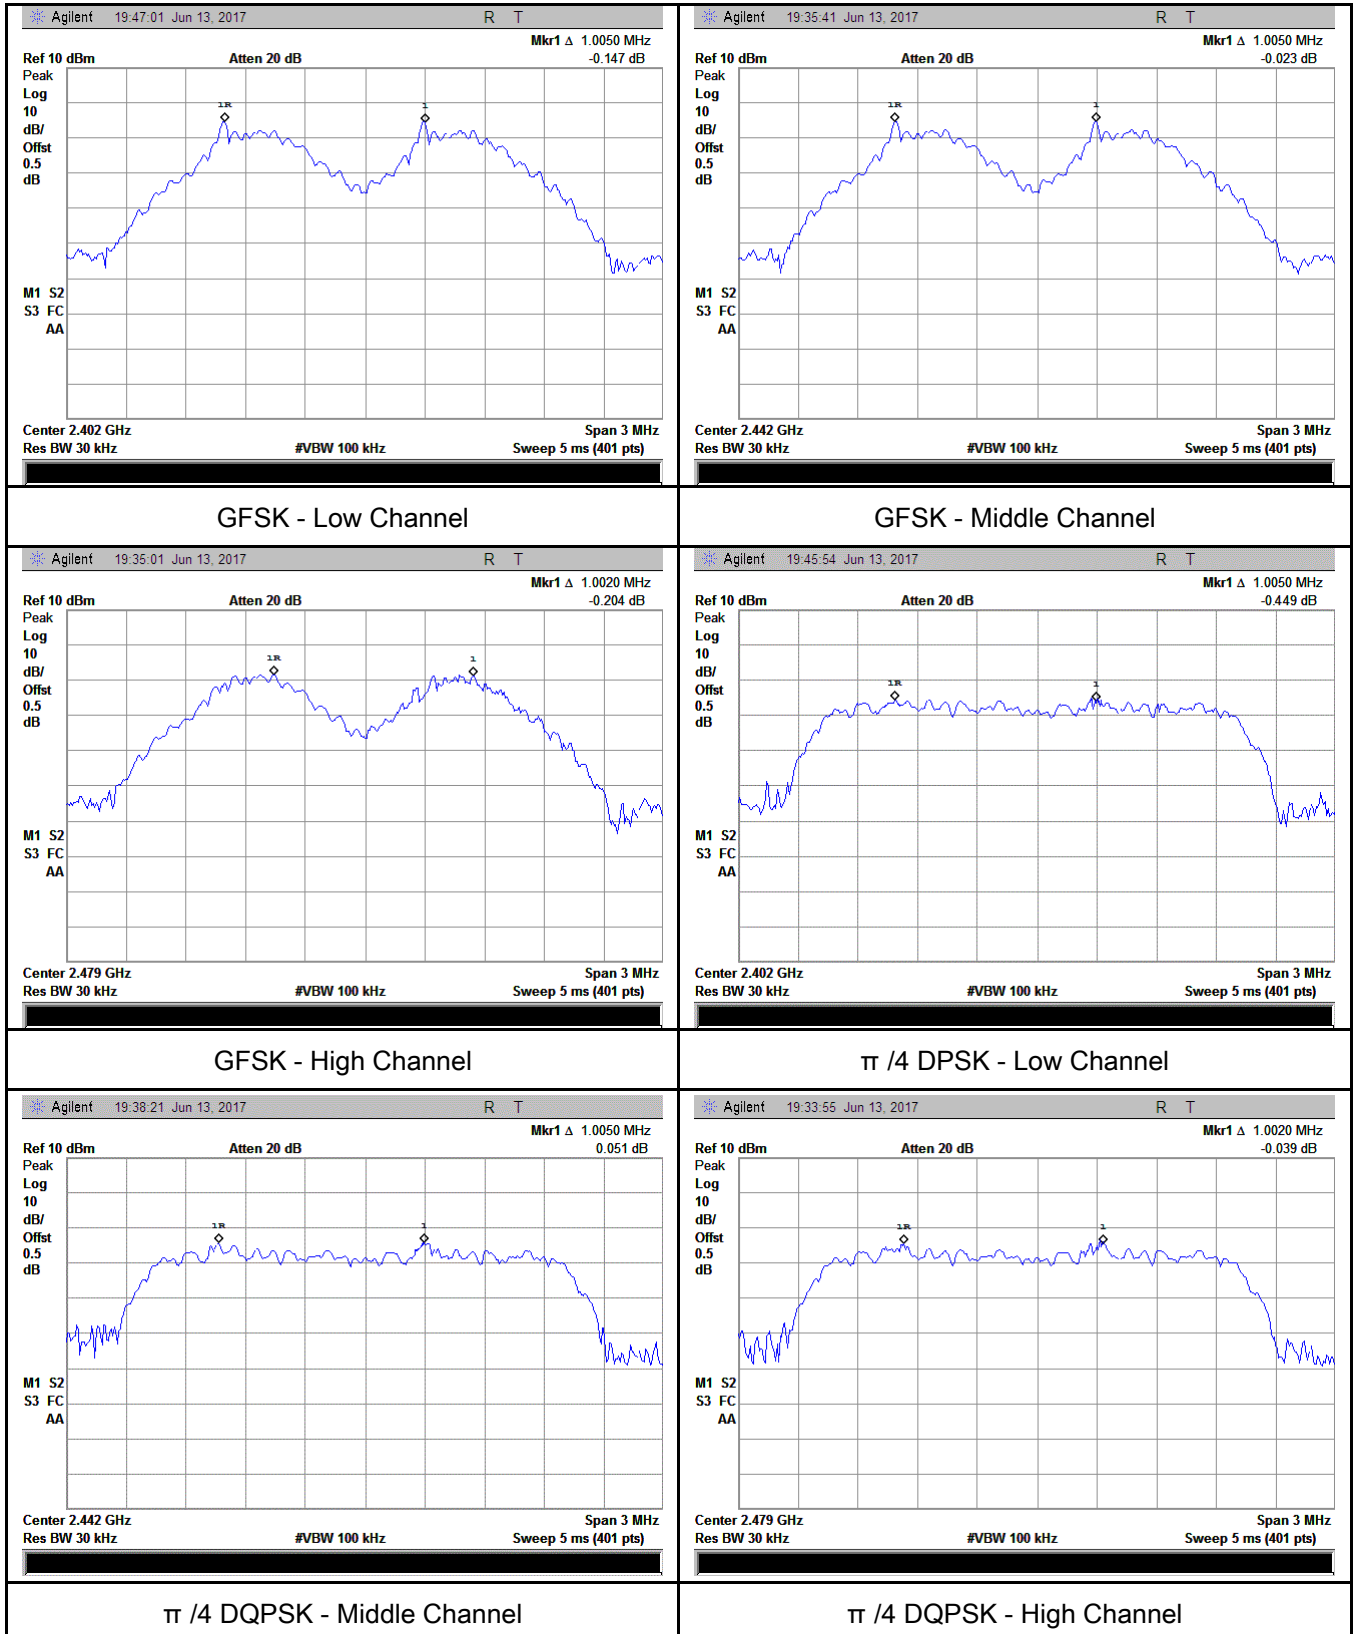 Agilent 19:47:01 Jun 13, 2017 R T
Mkr1 Δ 1.0050 MHz
Ref 10 dBm Atten 20 dB -0.147 dB
Peak
Log
10
dB/
Offst
0.5
dB
1R 1
M1 S2
S3 FC
AA
Center 2.402 GHz Span 3 MHz
Res BW 30 kHz #VBW 100 kHz Sweep 5 ms (401 pts)
GFSK - Low Channel
Agilent 19:35:41 Jun 13, 2017 R T
Mkr1 Δ 1.0050 MHz
Ref 10 dBm Atten 20 dB -0.023 dB
Peak
Log
10
dB/
Offst
0.5
dB
1R 1
M1 S2
S3 FC
AA
Center 2.442 GHz Span 3 MHz
Res BW 30 kHz #VBW 100 kHz Sweep 5 ms (401 pts)
GFSK - Middle Channel
Agilent 19:35:01 Jun 13, 2017 R T
Mkr1 Δ 1.0020 MHz
Ref 10 dBm Atten 20 dB -0.204 dB
Peak
Log
10
dB/
Offst
0.5
dB
1R 1
M1 S2
S3 FC
AA
Center 2.479 GHz Span 3 MHz
Res BW 30 kHz #VBW 100 kHz Sweep 5 ms (401 pts)
GFSK - High Channel
Agilent 19:45:54 Jun 13, 2017 R T
Mkr1 Δ 1.0050 MHz
Ref 10 dBm Atten 20 dB -0.449 dB
Peak
Log
10
dB/
Offst
0.5
dB
1R 1
M1 S2
S3 FC
AA
Center 2.402 GHz Span 3 MHz
Res BW 30 kHz #VBW 100 kHz Sweep 5 ms (401 pts)
π /4 DPSK - Low Channel
Agilent 19:38:21 Jun 13, 2017 R T
Mkr1 Δ 1.0050 MHz
Ref 10 dBm Atten 20 dB 0.051 dB
Peak
Log
10
dB/
Offst
0.5
dB
1R 1
M1 S2
S3 FC
AA
Center 2.442 GHz Span 3 MHz
Res BW 30 kHz #VBW 100 kHz Sweep 5 ms (401 pts)
π /4 DQPSK - Middle Channel
Agilent 19:33:55 Jun 13, 2017 R T
Mkr1 Δ 1.0020 MHz
Ref 10 dBm Atten 20 dB -0.039 dB
Peak
Log
10
dB/
Offst
0.5
dB
1R 1
M1 S2
S3 FC
AA
Center 2.479 GHz Span 3 MHz
Res BW 30 kHz #VBW 100 kHz Sweep 5 ms (401 pts)
π /4 DQPSK - High Channel